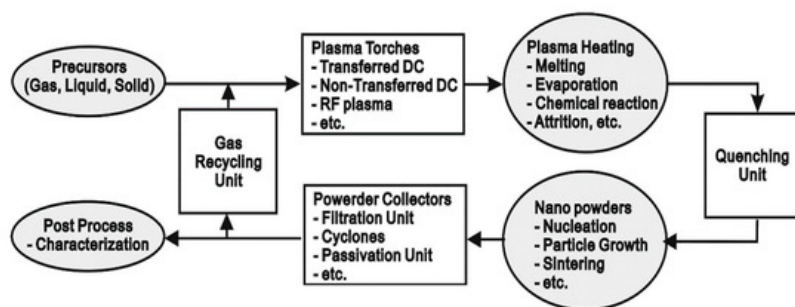 Precursors
(Gas, Liquid, Solid)
Plasma Torches
- Transferred DC
- Non-Transferred DC
- RF plasma
- etc.
Plasma Heating
- Melting
- Evaporation
- Chemical reaction
- Attrition, etc.
Gas
Recycling
Unit
Quenching
Unit
Post Process
- Characterization
Powerder Collectors
- Filtration Unit
- Cyclones
- Passivation Unit
- etc.
Nano powders
- Nucleation
- Particle Growth
- Sintering
- etc.